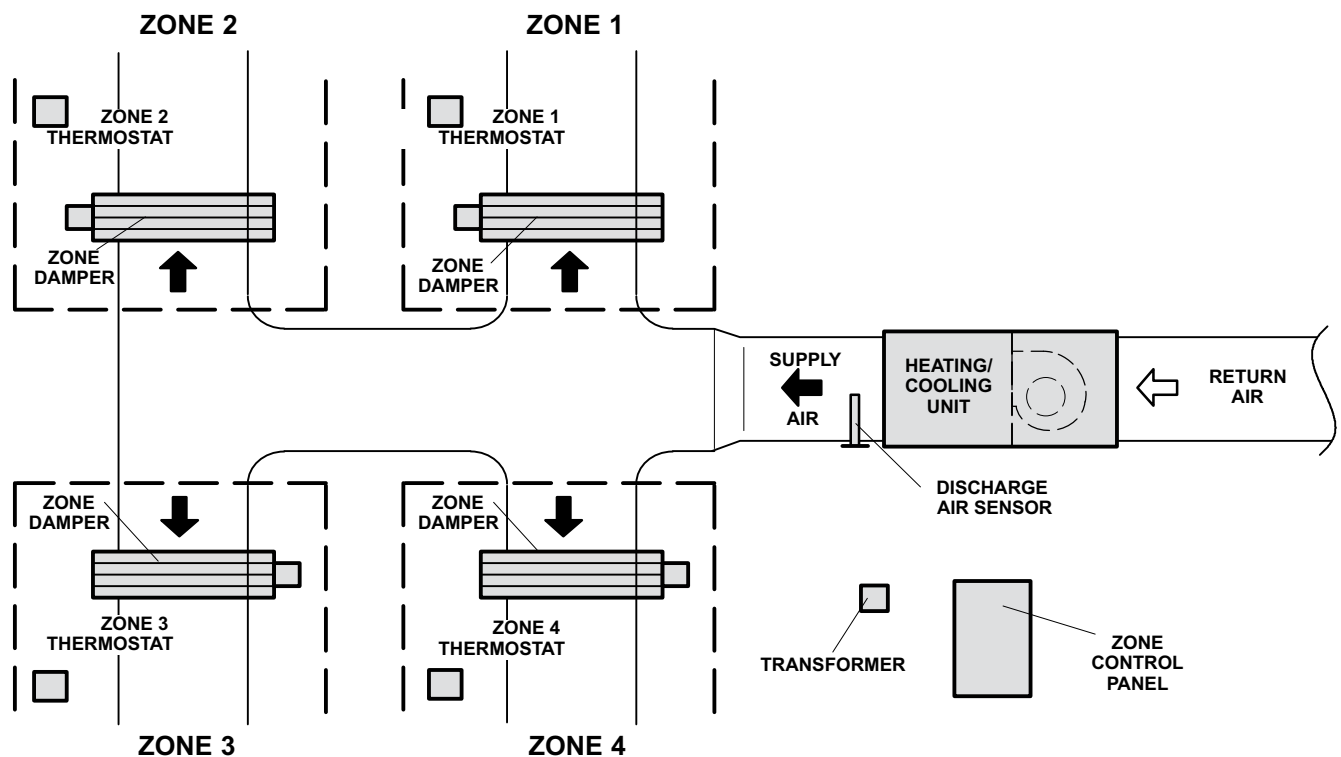 ZONE 2
ZONE 1
ZONE 2
THERMOSTAT
ZONE 1
THERMOSTAT
ZONE
DAMPER
ZONE
DAMPER
SUPPLY
AIR
HEATING/
COOLING
UNIT
RETURN
AIR
DISCHARGE
AIR SENSOR
ZONE
DAMPER
ZONE
DAMPER
ZONE 3
THERMOSTAT
ZONE 4
THERMOSTAT
TRANSFORMER
ZONE
CONTROL
PANEL
ZONE 3
ZONE 4